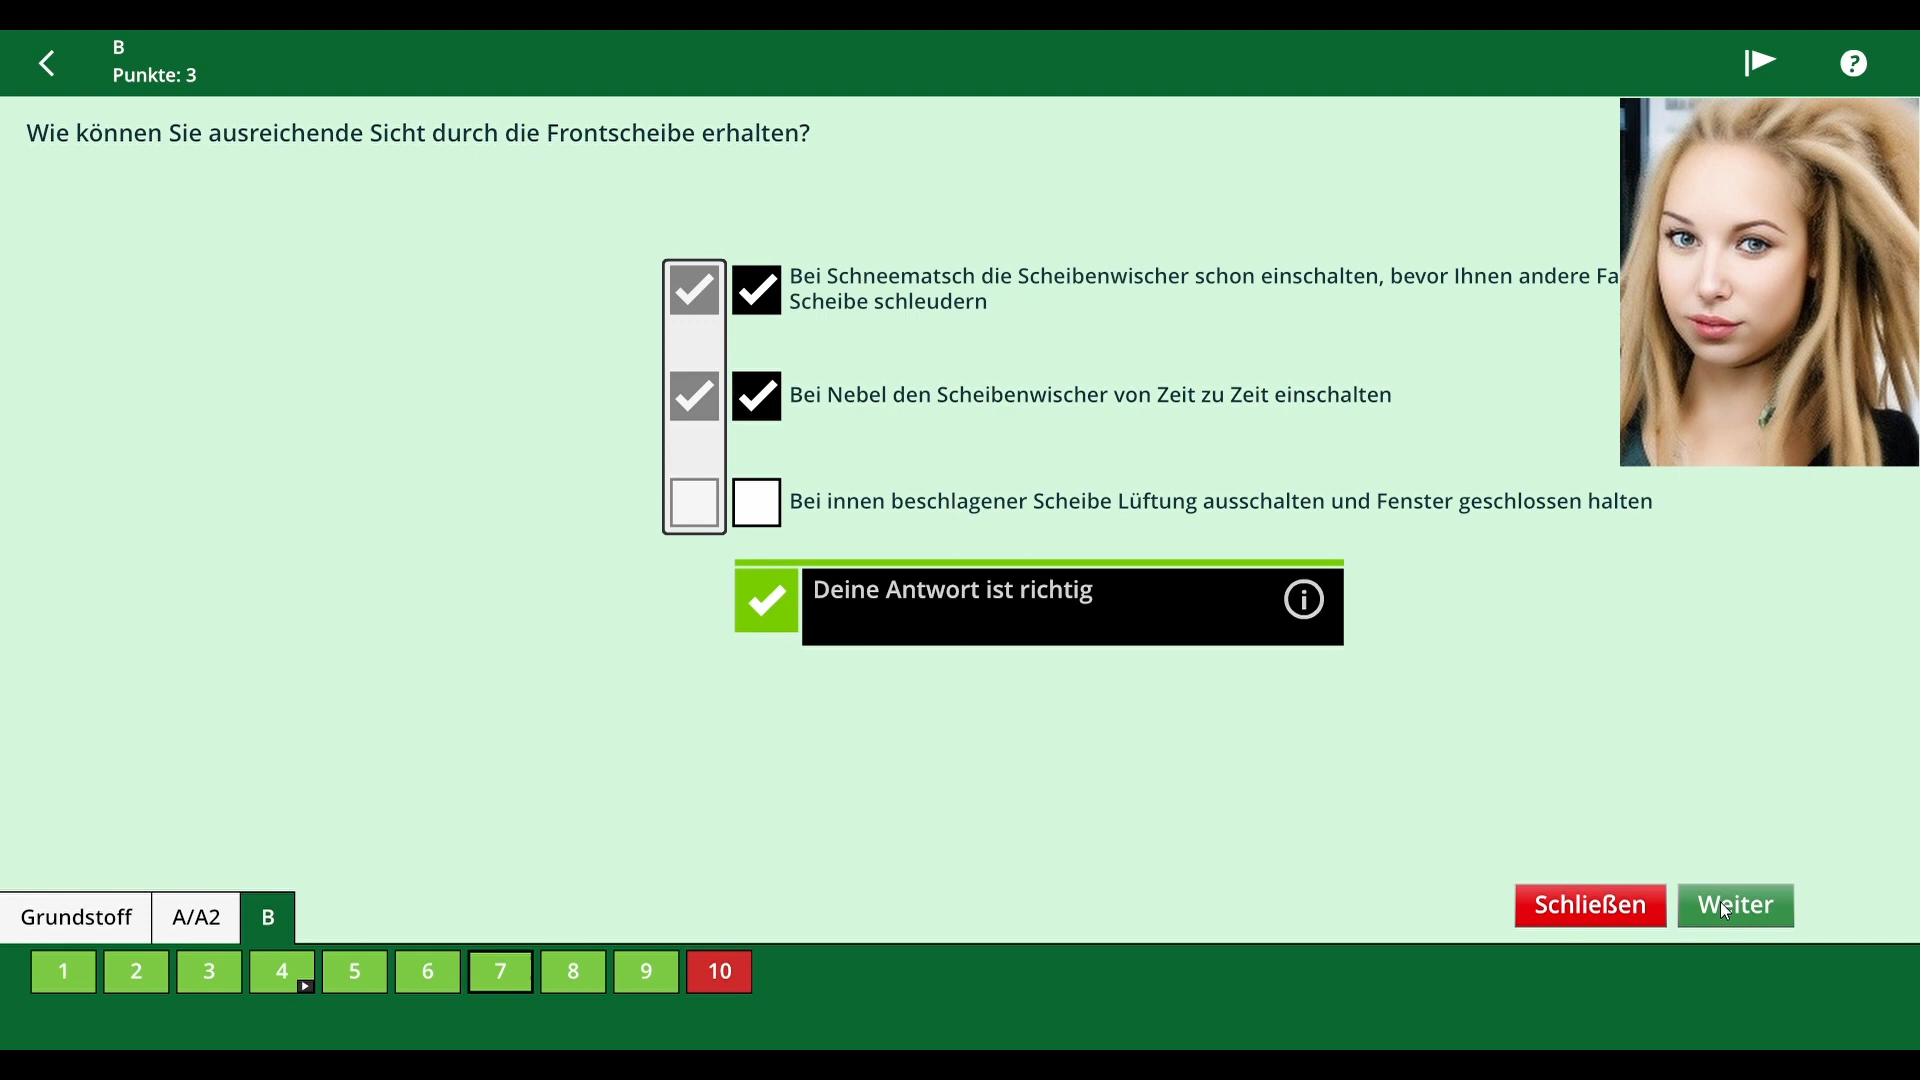 B
Punkte: 3
?
Wie können Sie ausreichende Sicht durch die Frontscheibe erhalten?
Bei Schneematsch die Scheibenwischer schon einschalten, bevor Ihnen andere Fa
Scheibe schleudern
Bei Nebel den Scheibenwischer von Zeit zu Zeit einschalten
Bei innen beschlagener Scheibe Lüftung ausschalten und Fenster geschlossen halten
Deine Antwort ist richtig
i
Schließen Weiter
Grundstoff A/A2 B
1 2 3 4 5 6 7 8 9 10